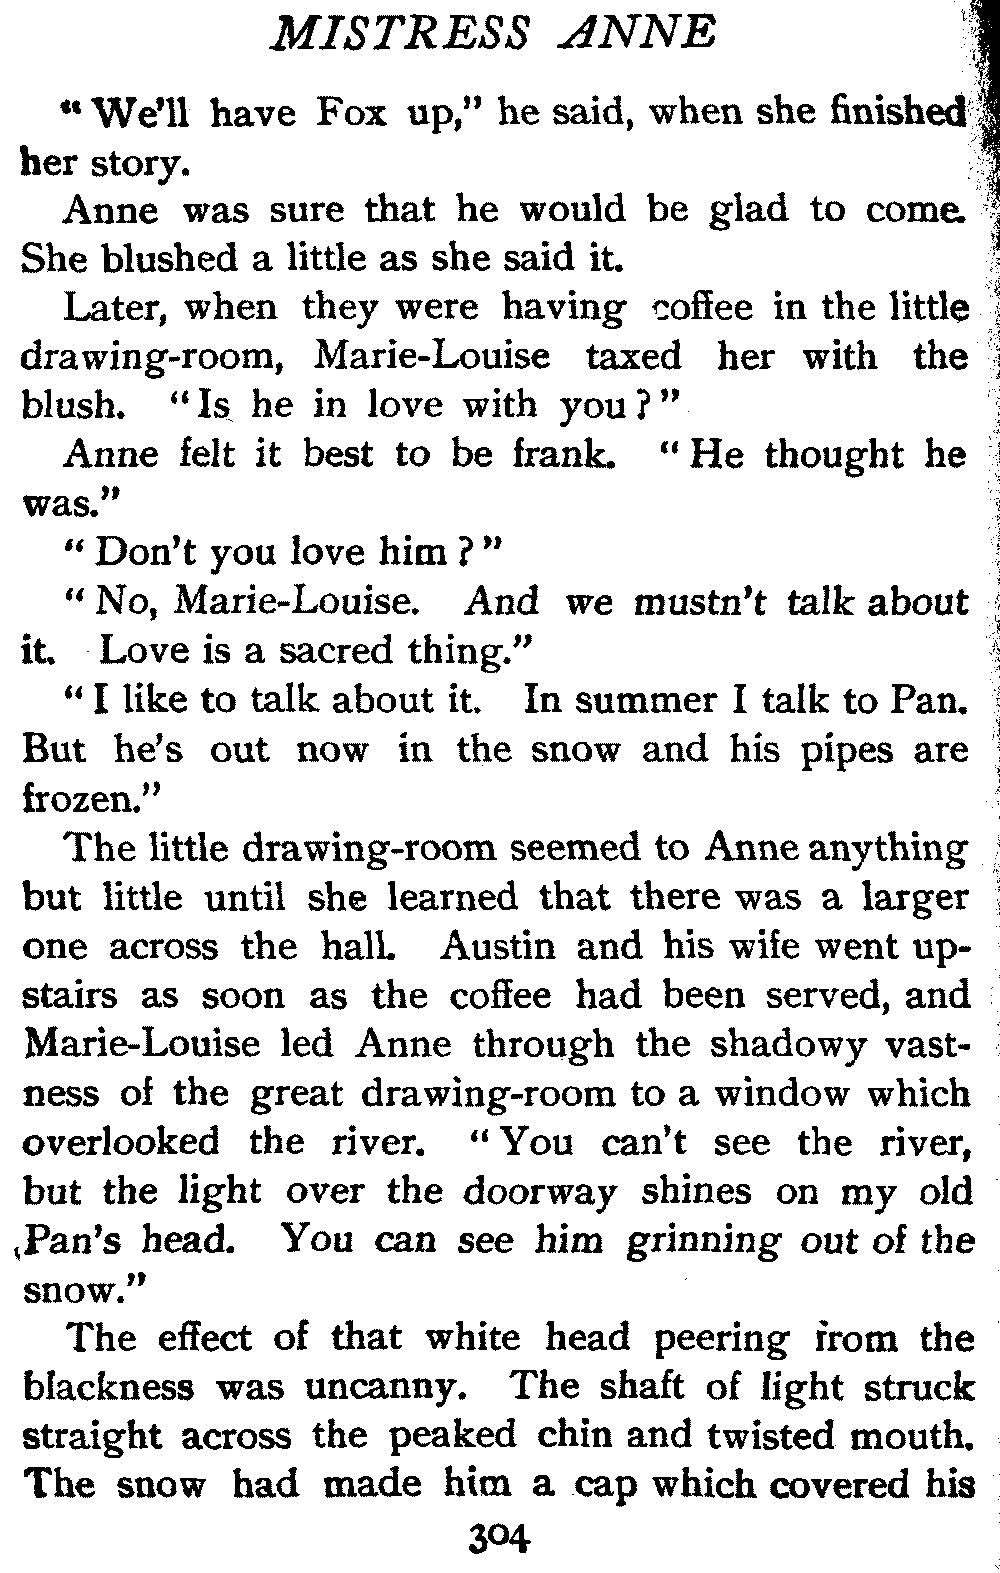 MISTRESS ANNE
“We'll have Fox up,” he said, when she finished
her story.
Anne was sure that he would be glad to come.
She blushed a little as she said it.
Later, when they were having coffee in the little
drawing-room, Marie-Louise taxed her with the
blush. “Is he in love with you?”
Anne felt it best to be frank. “He thought he
was.”
“Don't you love him?”
“No, Marie-Louise. And we mustn't talk about
it. Love is a sacred thing.”
“I like to talk about it. In summer I talk to Pan.
But he's out now in the snow and his pipes are
frozen.”
The little drawing-room seemed to Anne anything
but little until she learned that there was a larger
one across the hall. Austin and his wife went up-
stairs as soon as the coffee had been served, and
Marie-Louise led Anne through the shadowy vast-
ness of the great drawing-room to a window which
overlooked the river. “You can't see the river,
but the light over the doorway shines on my old
Pan's head. You can see him grinning out of the
snow.”
The effect of that white head peering from the
blackness was uncanny. The shaft of light struck
straight across the peaked chin and twisted mouth.
The snow had made him a cap which covered his
304